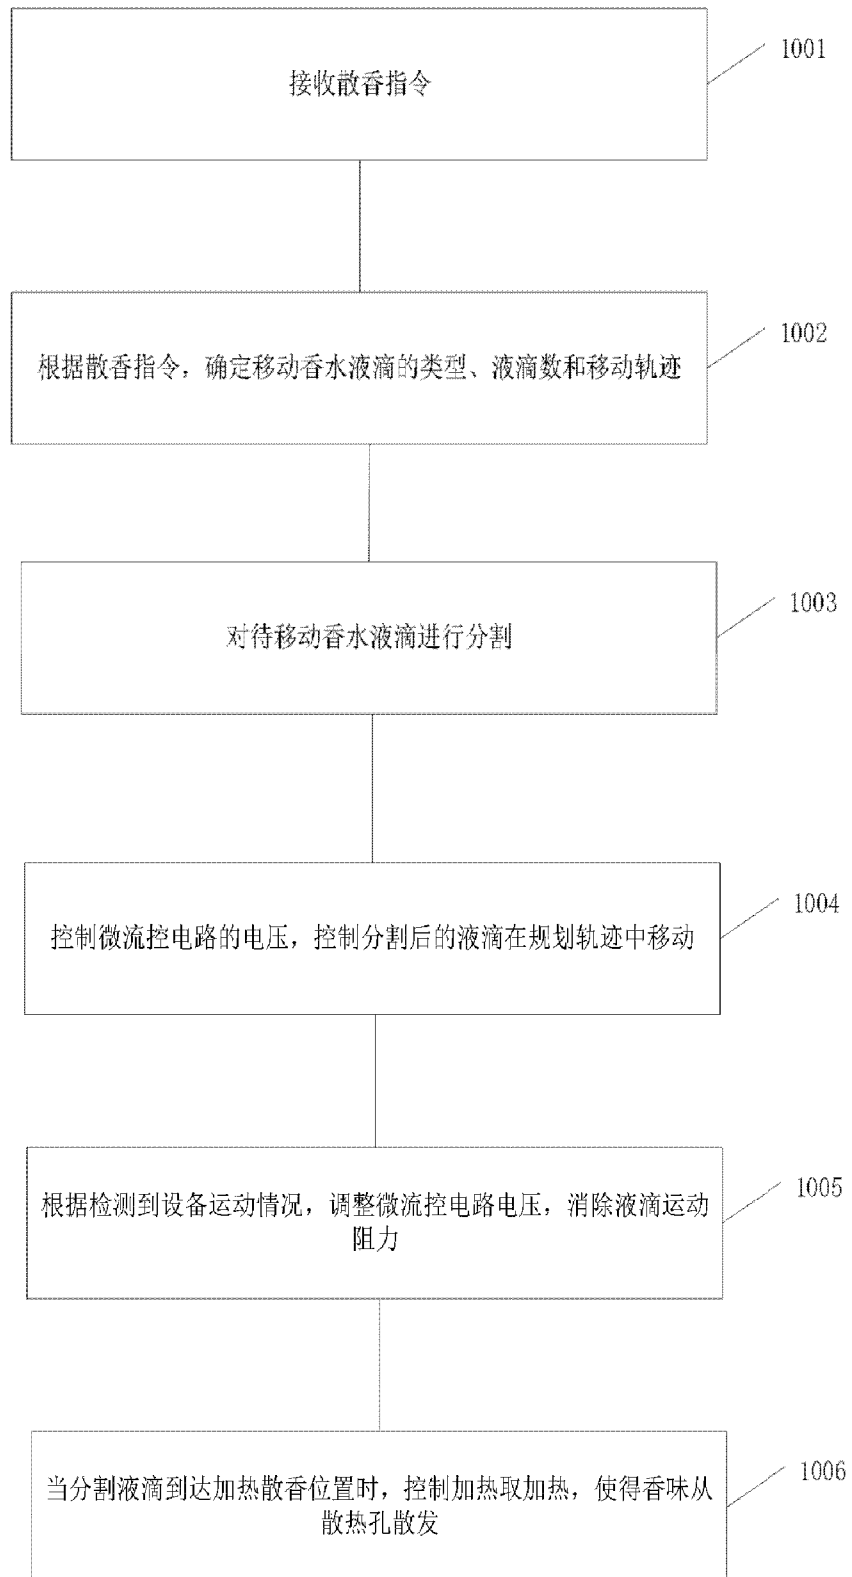 接收散香指令
1001
根据散香指令，确定移动香水液滴的类型、液滴数和移动轨迹
1002
对待移动香水液滴进行分割
1003
控制微流控电路的电压，控制分割后的液滴在规划轨迹中移动
1004
根据检测到设备运动情况，调整微流控电路电压，消除液滴运动
阻力
1005
当分割液滴到达加热散香位置时，控制加热取加热，使得香味从
散热孔散发
1006